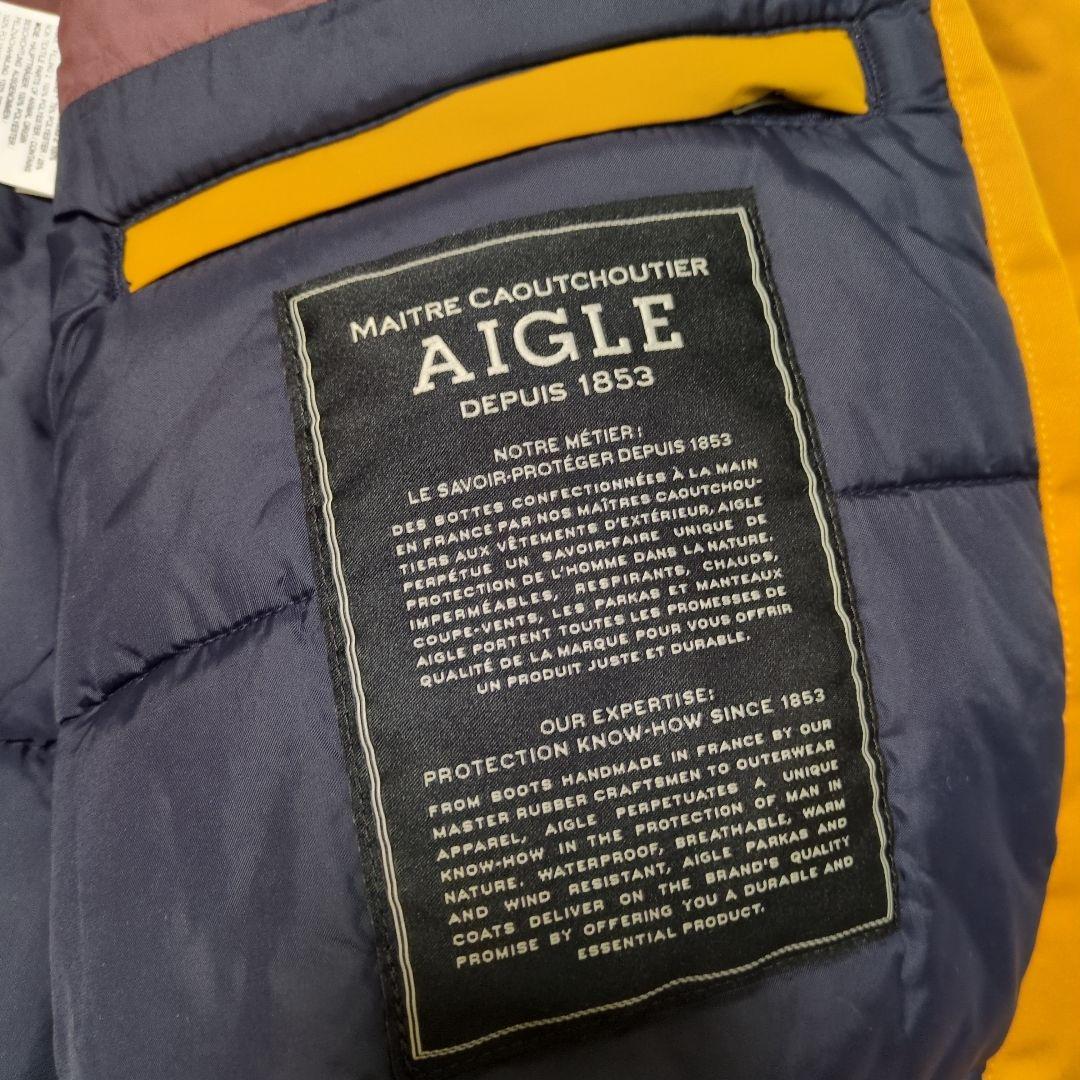 MAITRE CAOUTCHOUTIER
AIGLE
DEPUIS 1853
NOTRE MÉTIER:
LE SAVOIR-PROTÉGER DEPUIS 1853
DES BOTTES CONFECTIONNÉES À LA MAIN
EN FRANCE PAR NOS MAÎTRES CAOUTCHOU-
TIERS AUX VÊTEMENTS D'EXTÉRIEUR, AIGLE
PERPÉTUE UN SAVOIR-FAIRE UNIQUE DE
PROTECTION DE L'HOMME DANS LA NATURE.
IMPERMÉABLES, RESPIRANTS, CHAUDS,
COUPE-VENTS, LES PARKAS ET MANTEAUX
AIGLE PORTENT TOUTES LES PROMESSES DE
QUALITÉ DE LA MARQUE POUR VOUS OFFRIR
UN PRODUIT JUSTE ET DURABLE.
OUR EXPERTISE:
PROTECTION KNOW-HOW SINCE 1853
FROM BOOTS HANDMADE IN FRANCE BY OUR
MASTER RUBBER CRAFTSMEN TO OUTERWEAR
APPAREL, AIGLE PERPETUATES A UNIQUE
KNOW-HOW IN THE PROTECTION OF MAN IN
NATURE. WATERPROOF, BREATHABLE, WARM
AND WIND RESISTANT, AIGLE PARKAS AND
COATS DELIVER ON THE BRAND'S QUALITY
PROMISE BY OFFERING YOU A DURABLE AND
ESSENTIAL PRODUCT.